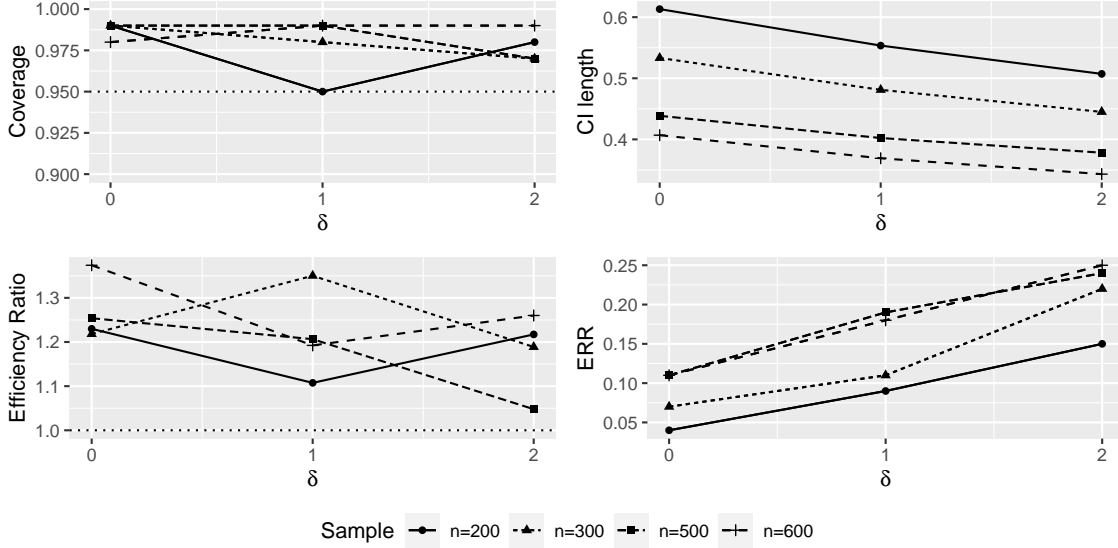 1.000
0.975
0.950
0.925
0.900
Coverage
0 1 2
δ
0.6
0.5
0.4
CI length
0 1 2
δ
1.3
1.2
1.1
1.0
Efficiency Ratio
0 1 2
δ
0.25
0.20
0.15
0.10
0.05
ERR
0 1 2
δ
Sample n=200 n=300 n=500 n=600